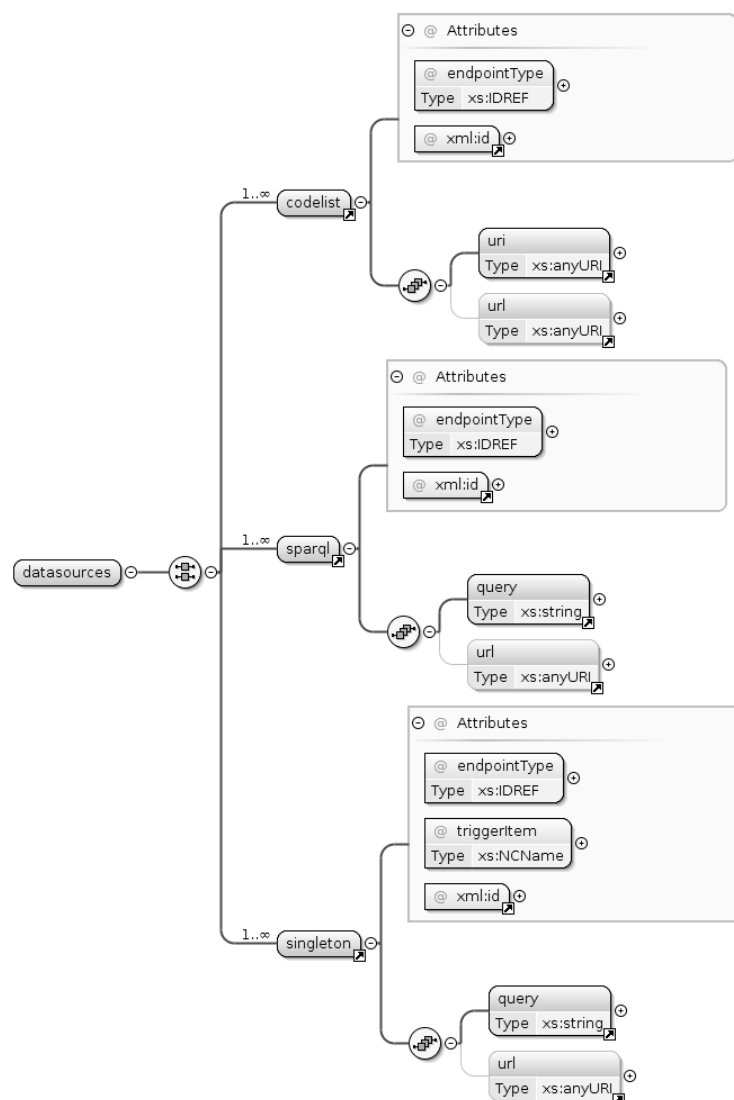 @ Attributes
@ endpointType
Type xs:IDREF
@ xml:id
1..∞
codelist
uri
Type xs:anyURI
url
Type xs:anyURI
@ Attributes
@ endpointType
Type xs:IDREF
@ xml:id
1..∞
sparql
datasources
query
Type xs:string
url
Type xs:anyURI
@ Attributes
@ endpointType
Type xs:IDREF
@ triggerItem
Type xs:NCName
@ xml:id
1..∞
singleton
query
Type xs:string
url
Type xs:anyURI